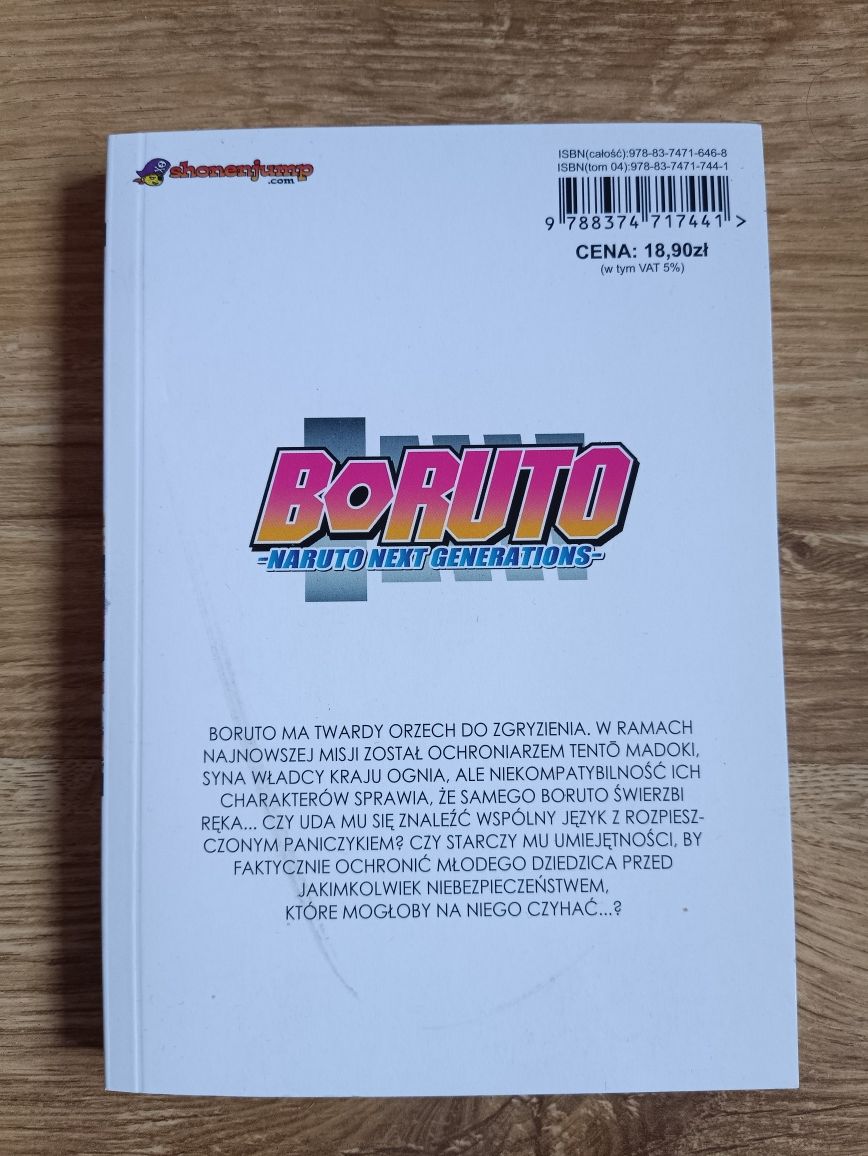 shonenjump
.com
ISBN(całość):978-83-7471-646-8
ISBN(tom 04):978-83-7471-744-1
9 788374 717441 >
CENA: 18,90zł
(w tym VAT 5%)
BORUTO
-NARUTO NEXT GENERATIONS-
BORUTO MA TWARDY ORZECH DO ZGRYZIENIA. W RAMACH
NAJNOWSZEJ MISJI ZOSTAŁ OCHRONIARZEM TENTŌ MADOKI,
SYNA WŁADCY KRAJU OGNIA, ALE NIEKOMPATYBILNOŚĆ ICH
CHARAKTERÓW SPRAWIA, ŻE SAMEGO BORUTO ŚWIERZBI
RĘKA... CZY UDA MU SIĘ ZNALEŹĆ WSPÓLNY JĘZYK Z ROZPIESZ-
CZONYM PANICZYKIEM? CZY STARCZY MU UMIEJĘTNOŚCI, BY
FAKTYCZNIE OCHRONIĆ MŁODEGO DZIEDZICA PRZED
JAKIMKOLWIEK NIEBEZPIECZEŃSTWEM,
KTÓRE MOGŁOBY NA NIEGO CZYHAĆ...?